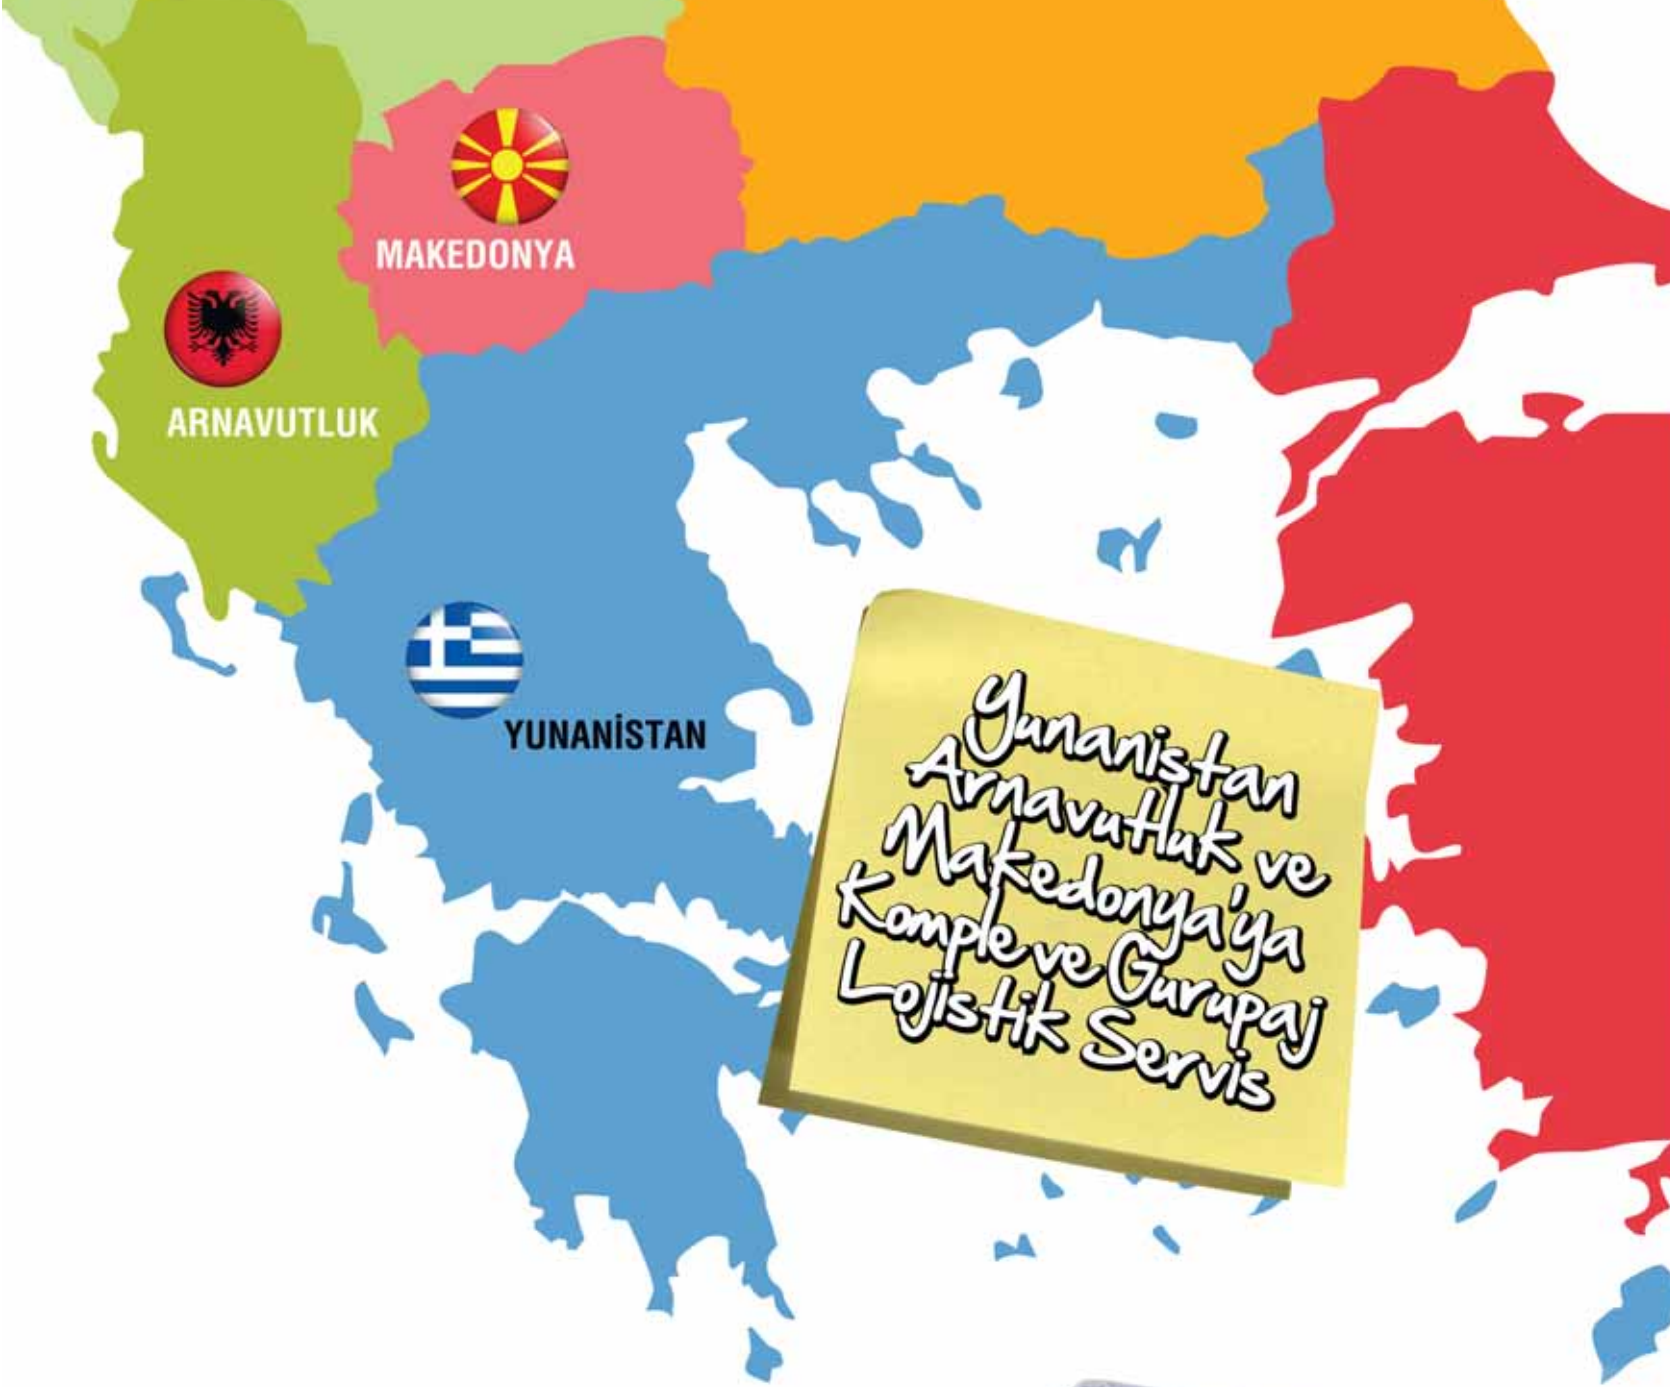 MAKEDONYA
ARNAVUTLUK
YUNANİSTAN
Yunanistan
Arnavutluk ve
Makedonya'ya
Komple ve Gurupaj
Lojistik Servis